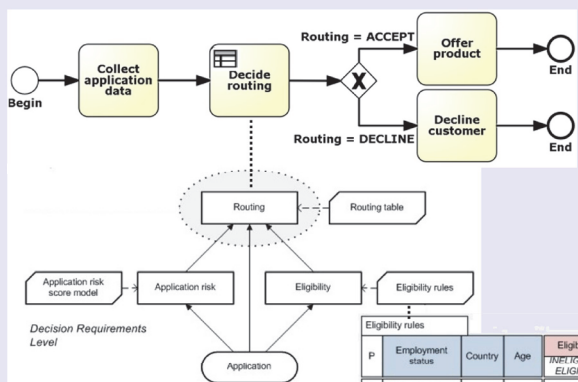 Routing = ACCEPT
Offer
product
Collect
application
data
Decide
routing
X
Begin
End
Routing = DECLINE
Decline
customer
End
Routing
Routing table
Application risk
score model
Application risk
Eligibility
Eligibility rules
Decision Requirements
Level
Application
Eligibility rules
P
Employment
status
Country
Age